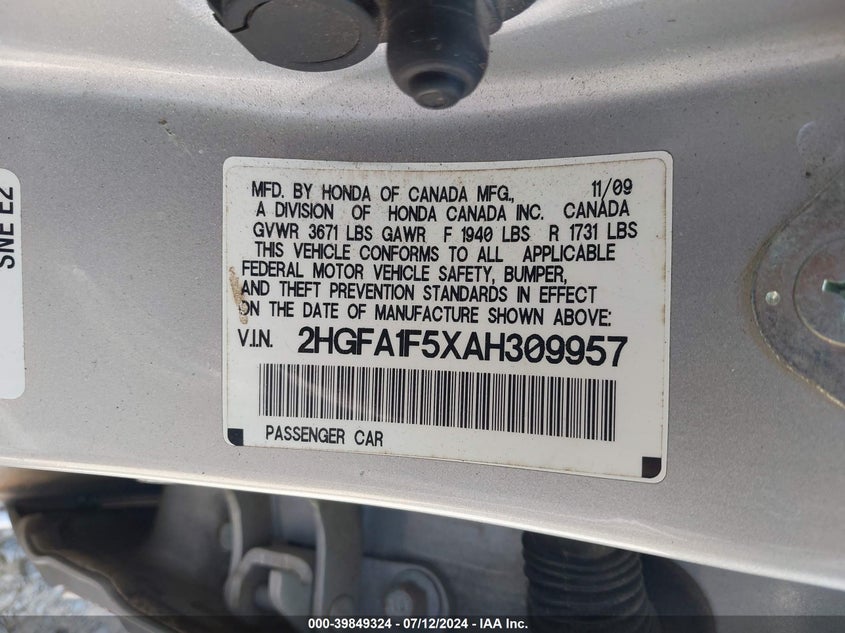 SNE E2
MFD. BY HONDA OF CANADA MFG., 11/09
A DIVISION OF HONDA CANADA INC. CANADA
GVWR 3671 LBS GAWR F 1940 LBS R 1731 LBS
THIS VEHICLE CONFORMS TO ALL APPLICABLE
FEDERAL MOTOR VEHICLE SAFETY, BUMPER,
AND THEFT PREVENTION STANDARDS IN EFFECT
ON THE DATE OF MANUFACTURE SHOWN ABOVE:
V.I.N. 2HGFA1F5XAH309957
PASSENGER CAR
000-39849324 - 07/12/2024 - IAA Inc.